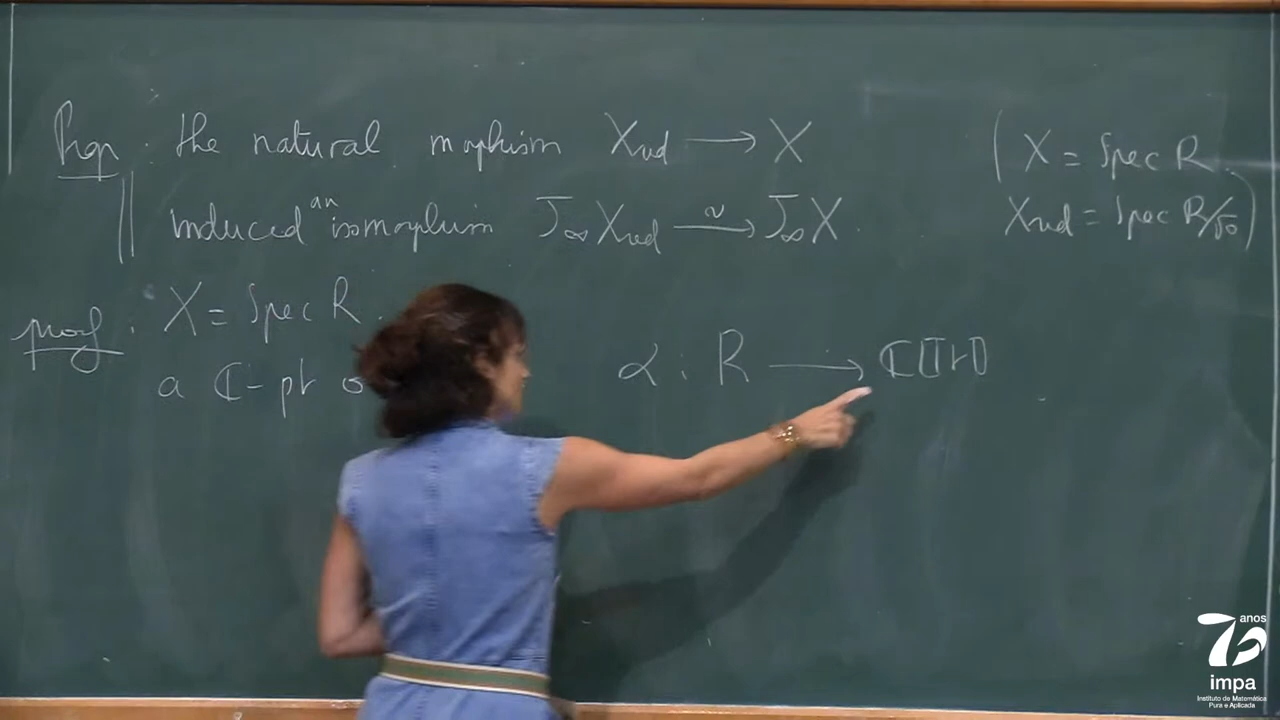 Prop : the natural morphism X_red ⟶ X
( X = Spec R
induced an isomorphism J_∞ X_red ⟶^~ J_∞ X .
X_red = Spec R/√0 )
proof : X = Spec R .
a ℂ-pt
α : R ⟶ ℂ[[t]]
70 anos
impa
Instituto de Matemática
Pura e Aplicada